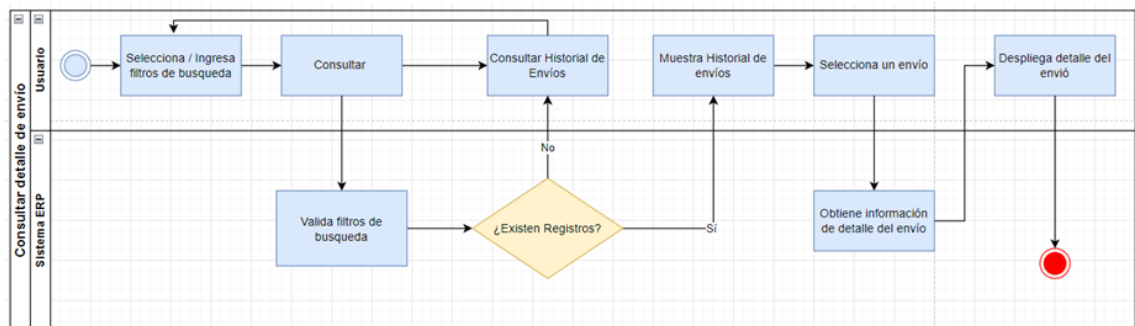 Consultar detalle de envío
Usuario
Selecciona / Ingresa
filtros de busqueda
Consultar
Consultar Historial de
Envíos
Muestra Historial de
envíos
Selecciona un envío
Despliega detalle del
envió
Sistema ERP
Valida filtros de
busqueda
No
¿Existen Registros?
Sí
Obtiene información
de detalle del envío